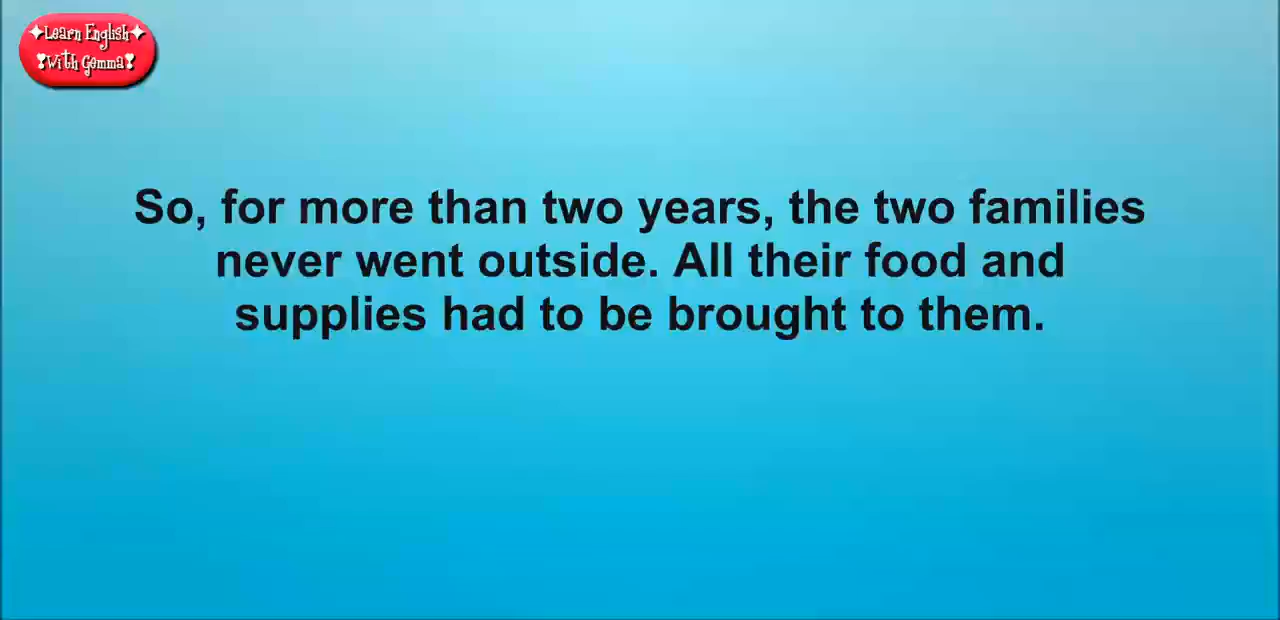 ✦Learn English✦
❣With Gemma❣
So, for more than two years, the two families
never went outside. All their food and
supplies had to be brought to them.